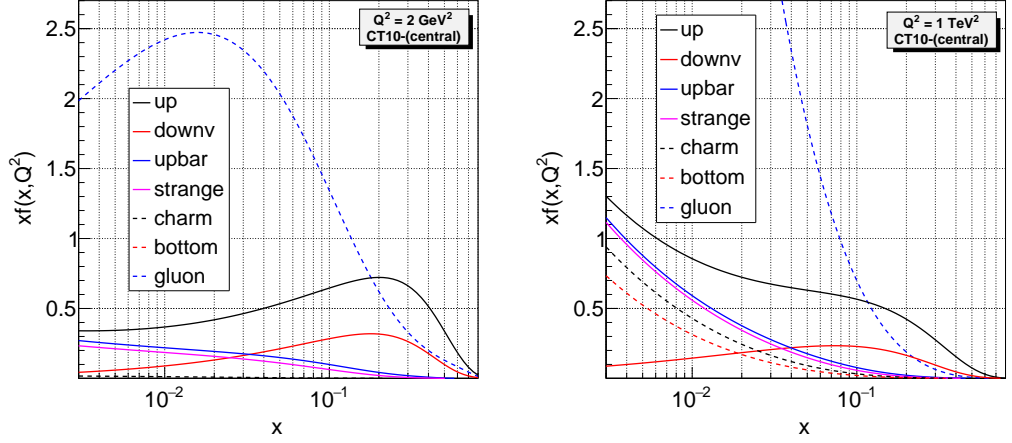 Q² = 2 GeV²
CT10-(central)
2.5
2
1.5
1
0.5
xf(x,Q²)
up
downv
upbar
strange
charm
bottom
gluon
10⁻²
10⁻¹
x
Q² = 1 TeV²
CT10-(central)
2.5
2
1.5
1
0.5
xf(x,Q²)
up
downv
upbar
strange
charm
bottom
gluon
10⁻²
10⁻¹
x